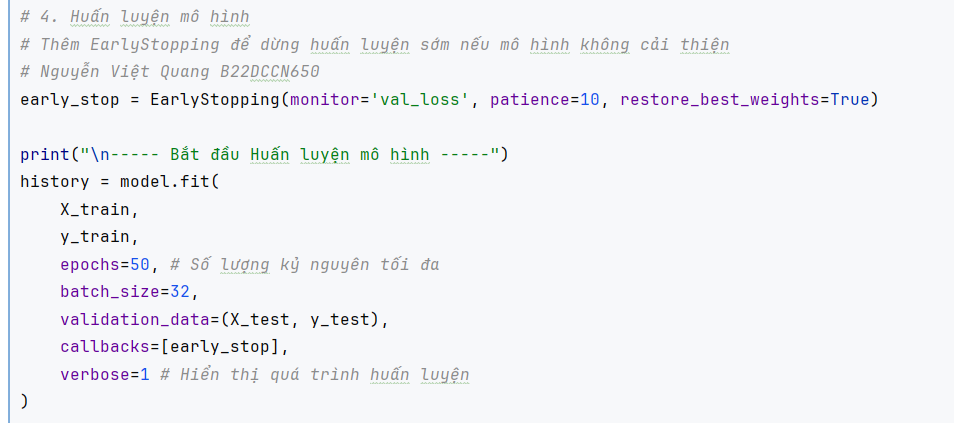 # 4. Huấn luyện mô hình
# Thêm EarlyStopping để dừng huấn luyện sớm nếu mô hình không cải thiện
# Nguyễn Việt Quang B22DCCN650
early_stop = EarlyStopping(monitor='val_loss', patience=10, restore_best_weights=True)
print("\n----- Bắt đầu Huấn luyện mô hình -----")
history = model.fit(
    X_train,
    y_train,
    epochs=50, # Số lượng kỷ nguyên tối đa
    batch_size=32,
    validation_data=(X_test, y_test),
    callbacks=[early_stop],
    verbose=1 # Hiển thị quá trình huấn luyện
)